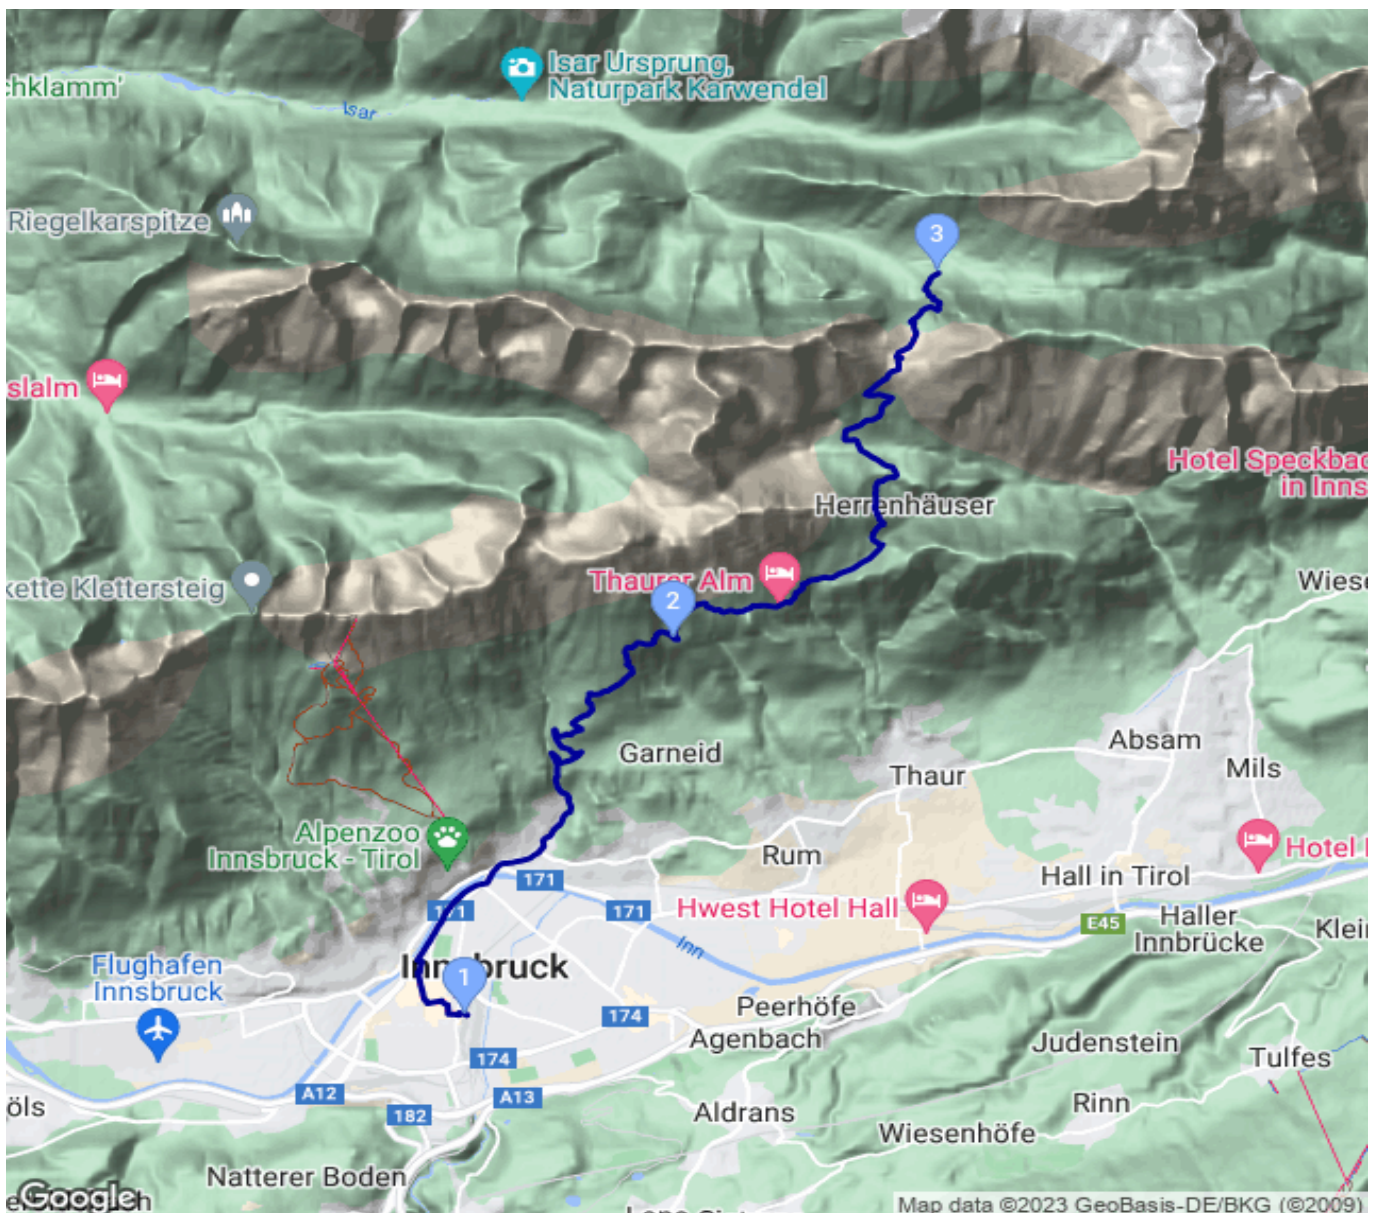 Isar Ursprung,
Naturpark Karwendel
chklamm'
Isar
Riegelkarspitze
3
slalm
Hotel Speckbac
in Inns
Herrenhäuser
Thaurer Alm
kette Klettersteig
2
Wiese
Garneid
Absam
Thaur
Mils
Alpenzoo
Innsbruck - Tirol
Rum
Hotel
171
Hall in Tirol
171
171
Hwest Hotel Hall
E45
Haller
Innbrücke
Klei
Inn
Innsbruck
1
Flughafen
Innsbruck
Peerhöfe
174
Agenbach
Judenstein
Tulfes
174
A12
A13
öls
182
Aldrans
Rinn
Wiesenhöfe
Natterer Boden
Google
Map data ©2023 GeoBasis-DE/BKG (©2009)